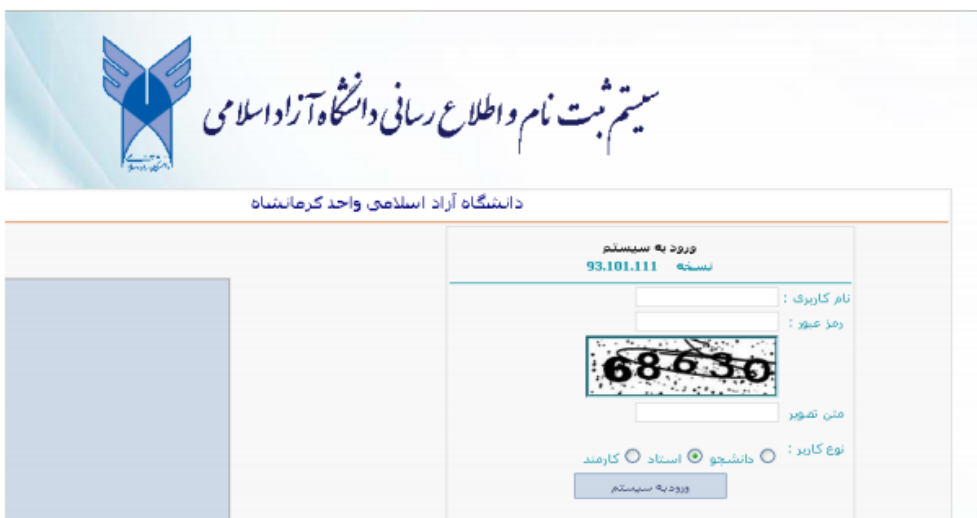 سیستم ثبت نام و اطلاع رسانی دانشگاه آزاد اسلامی
دانشگاه آزاد اسلامی واحد کرمانشاه
ورود به سیستم
نسخه 93.101.111
نام کاربری :
رمز عبور :
68630
متن تصویر
نوع کاربر : دانشجو استاد کارمند
ورود به سیستم